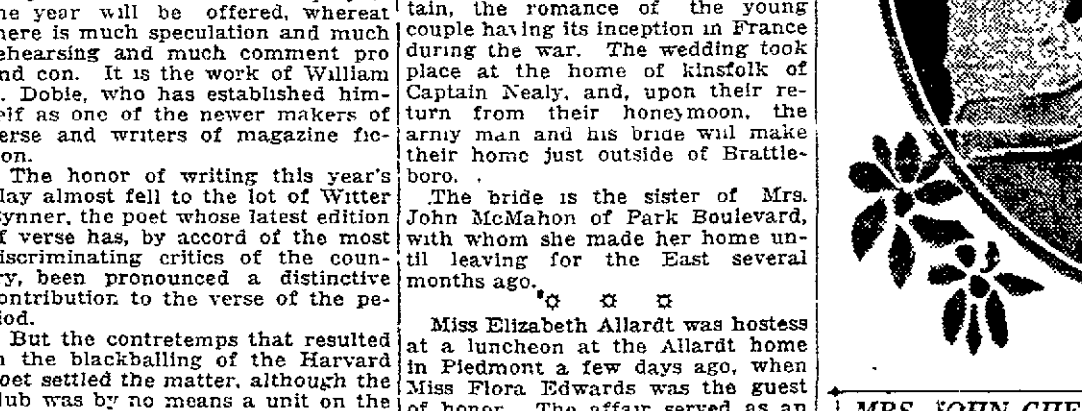 he year will be offered, whereat
here is much speculation and much
ehearsing and much comment pro
nd con. It is the work of William
. Dobie, who has established him-
elf as one of the newer makers of
erse and writers of magazine fic-
on.
The honor of writing this year's
lay almost fell to the lot of Witter
ynner, the poet whose latest edition
f verse has, by accord of the most
iscriminating critics of the coun-
ry, been pronounced a distinctive
ontribution to the verse of the pe-
iod.
But the contretemps that resulted
n the blackballing of the Harvard
oet settled the matter, although the
lub was by no means a unit on the
tain, the romance of the young
couple having its inception in France
during the war. The wedding took
place at the home of kinsfolk of
Captain Nealy, and, upon their re-
turn from their honeymoon, the
army man and his bride will make
their home just outside of Brattle-
boro.
The bride is the sister of Mrs.
John McMahon of Park Boulevard,
with whom she made her home un-
til leaving for the East several
months ago.
Miss Elizabeth Allardt was hostess
at a luncheon at the Allardt home
in Piedmont a few days ago, when
Miss Flora Edwards was the guest
of honor. The affair served as an
MRS. JOHN CHE